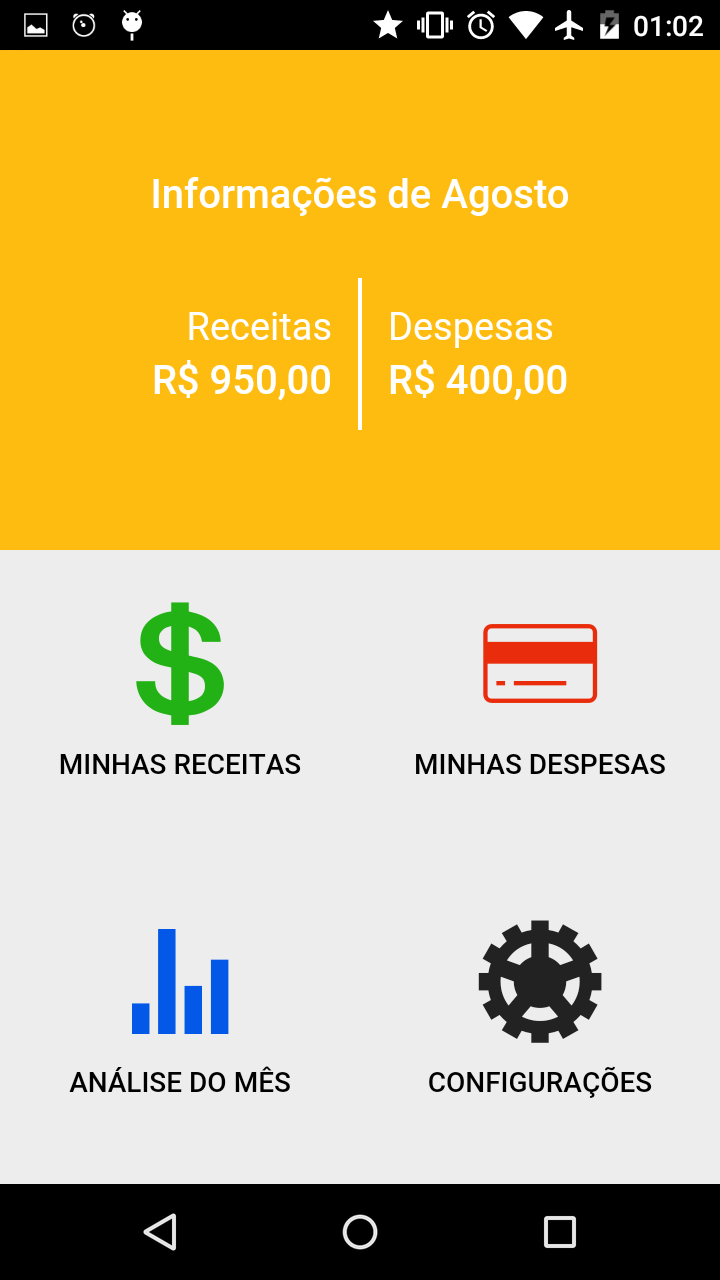 01:02
Informações de Agosto
Receitas
R$ 950,00
Despesas
R$ 400,00
MINHAS RECEITAS
MINHAS DESPESAS
ANÁLISE DO MÊS
CONFIGURAÇÕES